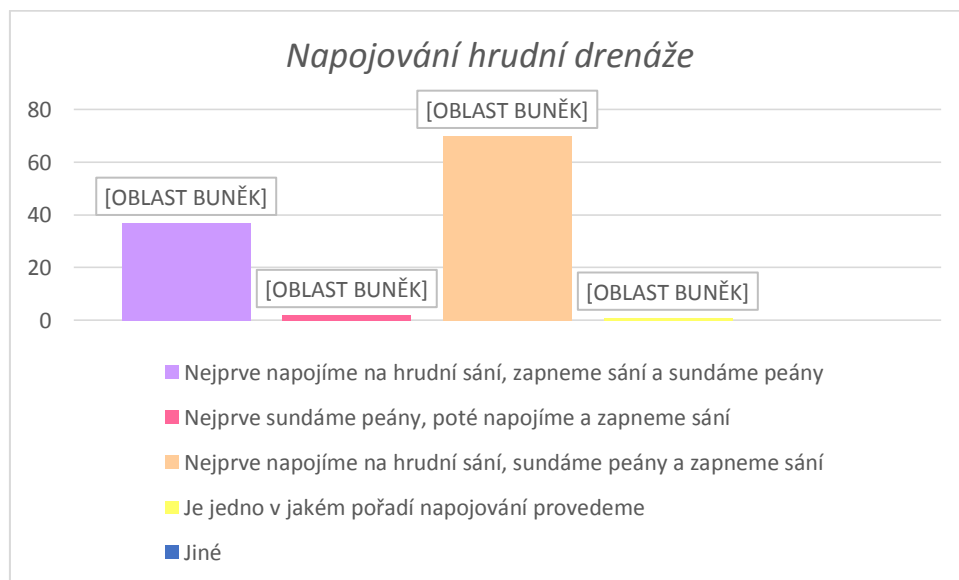 Napojování hrudní drenáže
80
[OBLAST BUNĚK]
60
[OBLAST BUNĚK]
40
20
[OBLAST BUNĚK]
[OBLAST BUNĚK]
0
Nejprve napojíme na hrudní sání, zapneme sání a sundáme peány
Nejprve sundáme peány, poté napojíme a zapneme sání
Nejprve napojíme na hrudní sání, sundáme peány a zapneme sání
Je jedno v jakém pořadí napojování provedeme
Jiné